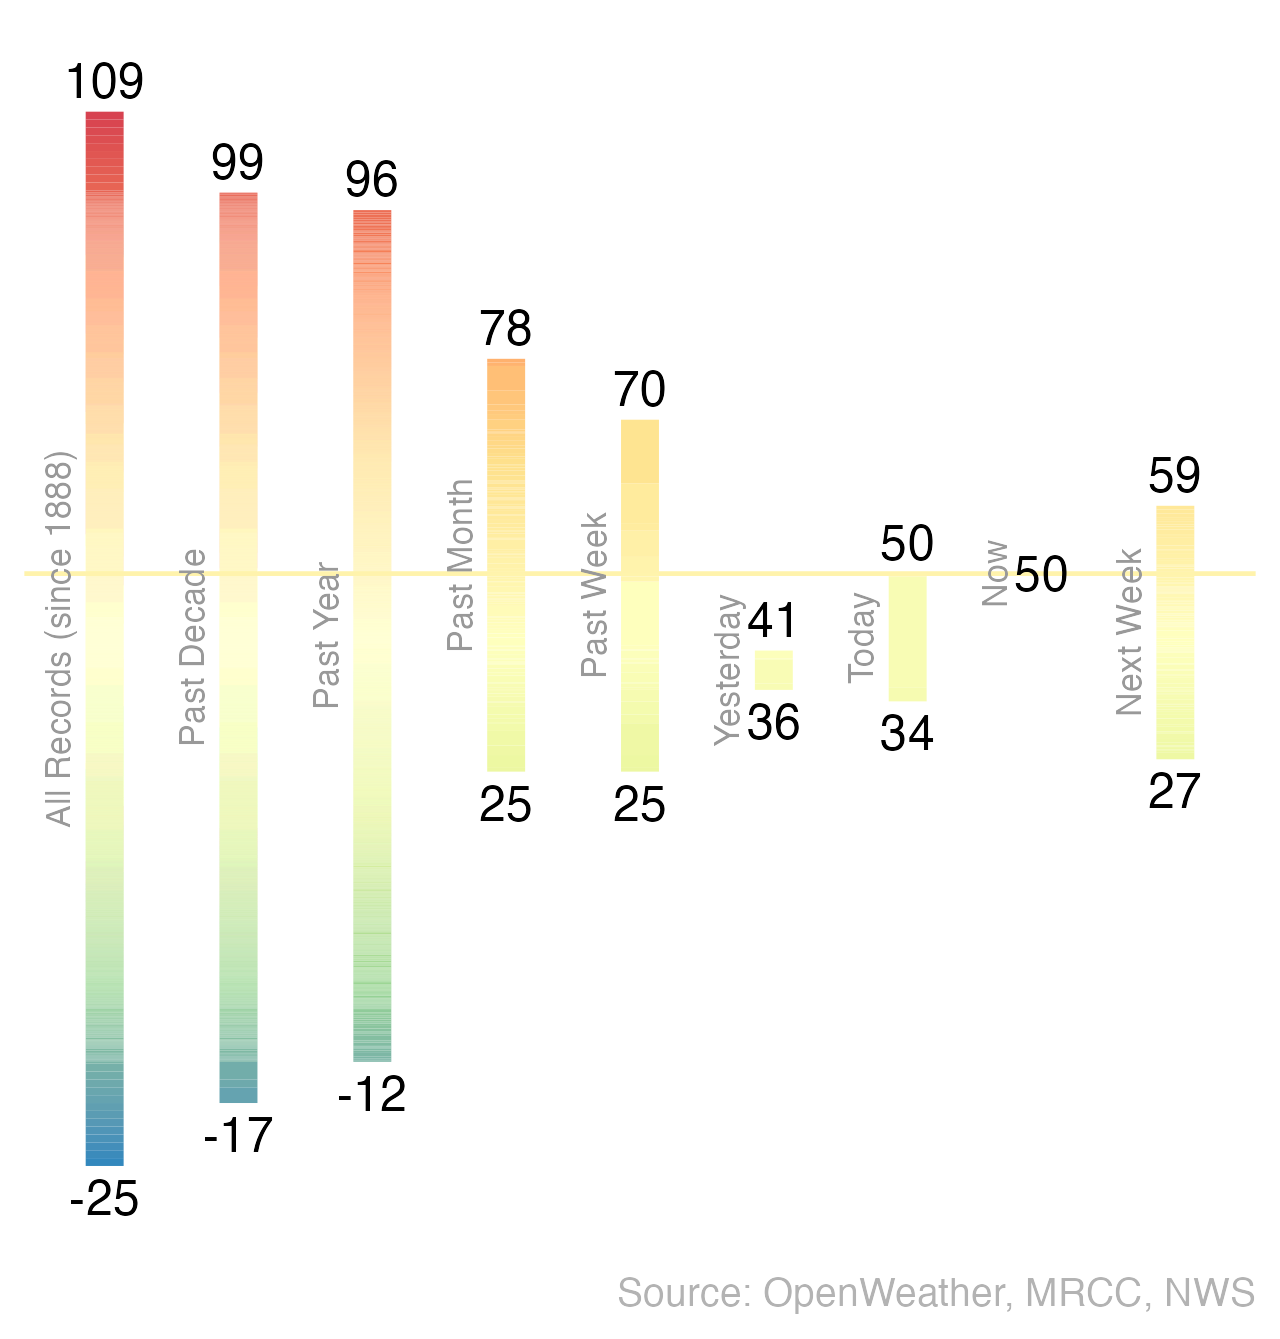 109
All Records (since 1888)
-25
99
Past Decade
-17
96
Past Year
-12
78
Past Month
25
70
Past Week
25
41
Yesterday
36
50
Today
34
Now
50
59
Next Week
27
Source: OpenWeather, MRCC, NWS